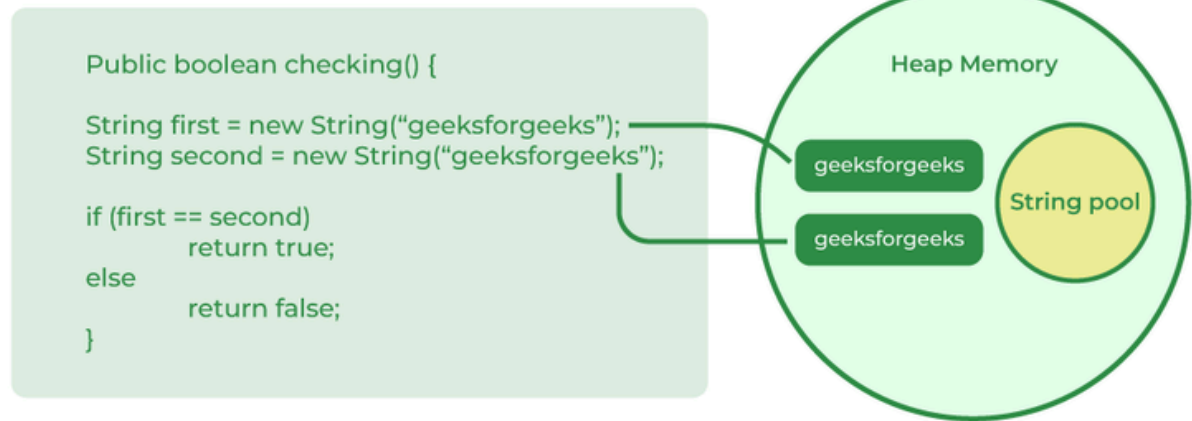 Public boolean checking() {
String first = new String(“geeksforgeeks”);
String second = new String(“geeksforgeeks”);
if (first == second)
return true;
else
return false;
}
Heap Memory
geeksforgeeks
String pool
geeksforgeeks